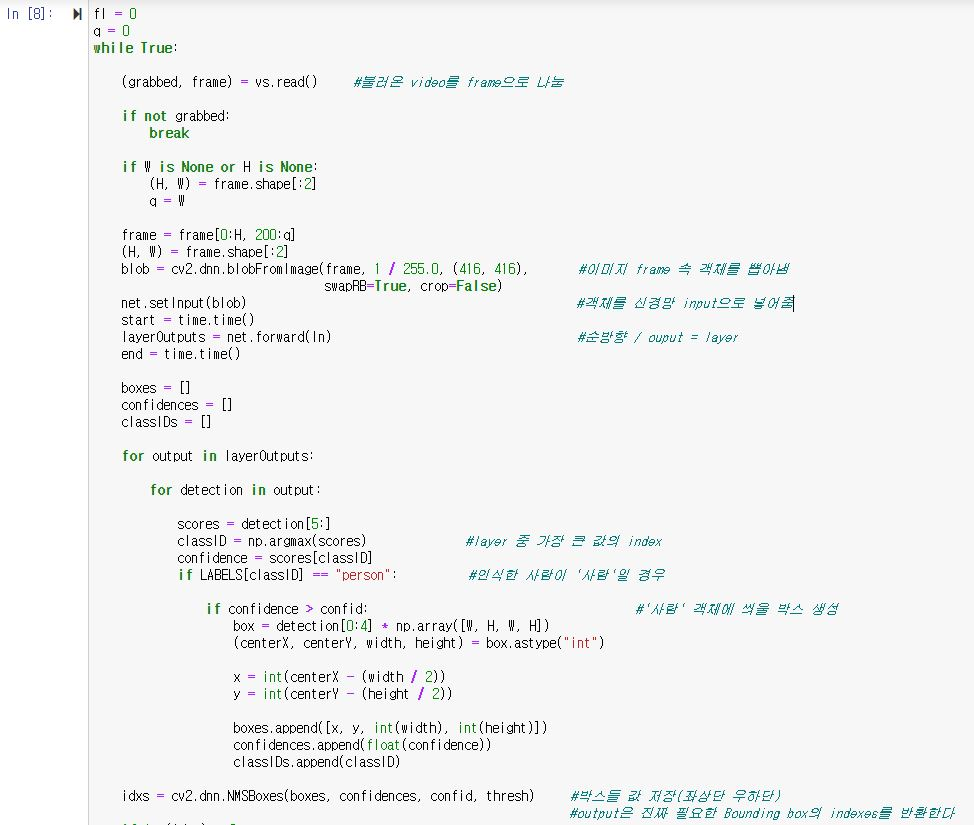 In [8]:
fl = 0
q = 0
while True:
(grabbed, frame) = vs.read() #불러온 video를 frame으로 나눔
if not grabbed:
break
if W is None or H is None:
(H, W) = frame.shape[:2]
q = W
frame = frame[0:H, 200:q]
(H, W) = frame.shape[:2]
blob = cv2.dnn.blobFromImage(frame, 1 / 255.0, (416, 416), #이미지 frame 속 객체를 뽑아냄
swapRB=True, crop=False)
net.setInput(blob) #객체를 신경망 input으로 넣어줌
start = time.time()
layerOutputs = net.forward(ln) #순방향 / ouput = layer
end = time.time()
boxes = []
confidences = []
classIDs = []
for output in layerOutputs:
for detection in output:
scores = detection[5:]
classID = np.argmax(scores) #layer 중 가장 큰 값의 index
confidence = scores[classID]
if LABELS[classID] == "person": #인식한 사람이 '사람'일 경우
if confidence > confid: #'사람' 객체에 씌울 박스 생성
box = detection[0:4] * np.array([W, H, W, H])
(centerX, centerY, width, height) = box.astype("int")
x = int(centerX - (width / 2))
y = int(centerY - (height / 2))
boxes.append([x, y, int(width), int(height)])
confidences.append(float(confidence))
classIDs.append(classID)
idxs = cv2.dnn.NMSBoxes(boxes, confidences, confid, thresh) #박스들 값 저장(좌상단 우하단)
#output은 진짜 필요한 Bounding box의 indexes를 반환한다